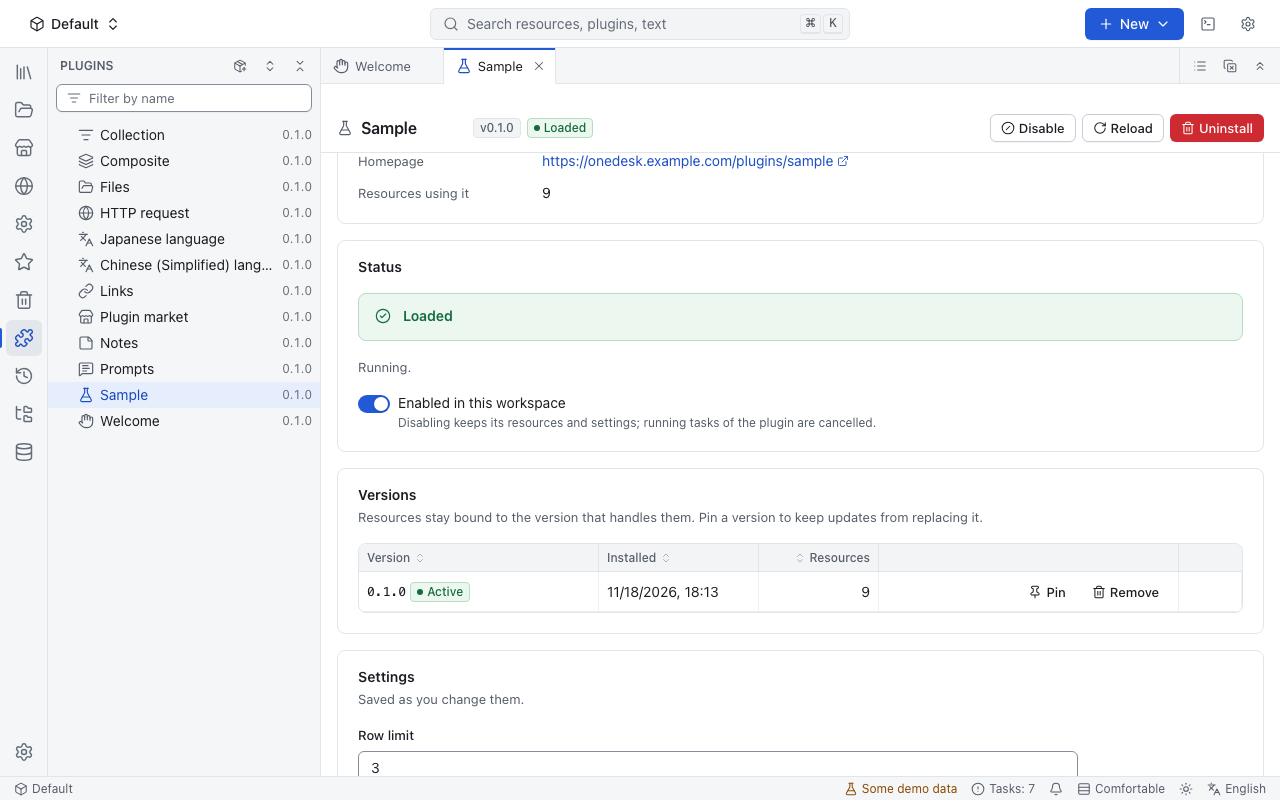 Default
Search resources, plugins, text
⌘ K
New
PLUGINS
Filter by name
Collection 0.1.0
Composite 0.1.0
Files 0.1.0
HTTP request 0.1.0
Japanese language 0.1.0
Chinese (Simplified) lang... 0.1.0
Links 0.1.0
Plugin market 0.1.0
Notes 0.1.0
Prompts 0.1.0
Sample 0.1.0
Welcome 0.1.0
Welcome
Sample
Sample v0.1.0 Loaded
Disable Reload Uninstall
Homepage https://onedesk.example.com/plugins/sample
Resources using it 9
Status
Loaded
Running.
Enabled in this workspace
Disabling keeps its resources and settings; running tasks of the plugin are cancelled.
Versions
Resources stay bound to the version that handles them. Pin a version to keep updates from replacing it.
Version Installed Resources
0.1.0 Active 11/18/2026, 18:13 9 Pin Remove
Settings
Saved as you change them.
Row limit
3
Default
Some demo data Tasks: 7 Comfortable English